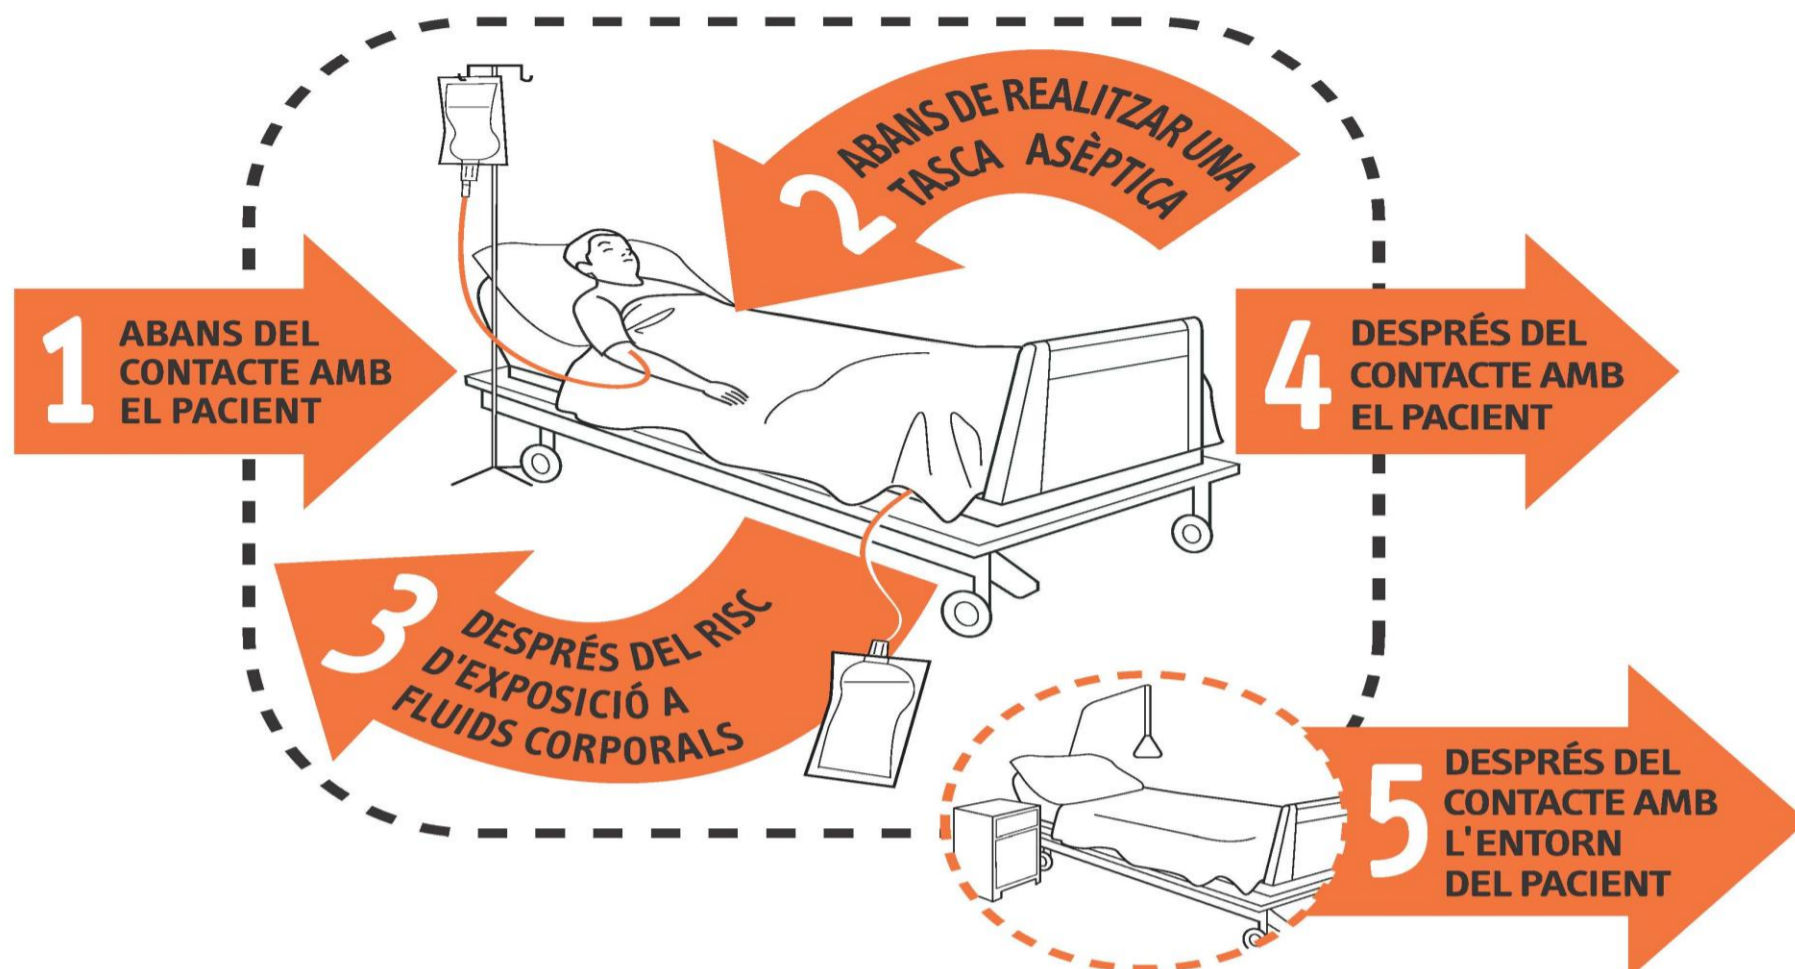 1
ABANS DEL
CONTACTE AMB
EL PACIENT
2
ABANS DE REALITZAR UNA
TASCA ASÈPTICA
3
DESPRÉS DEL RISC
D'EXPOSICIÓ A
FLUIDS CORPORALS
4
DESPRÉS DEL
CONTACTE AMB
EL PACIENT
5
DESPRÉS DEL
CONTACTE AMB
L'ENTORN
DEL PACIENT